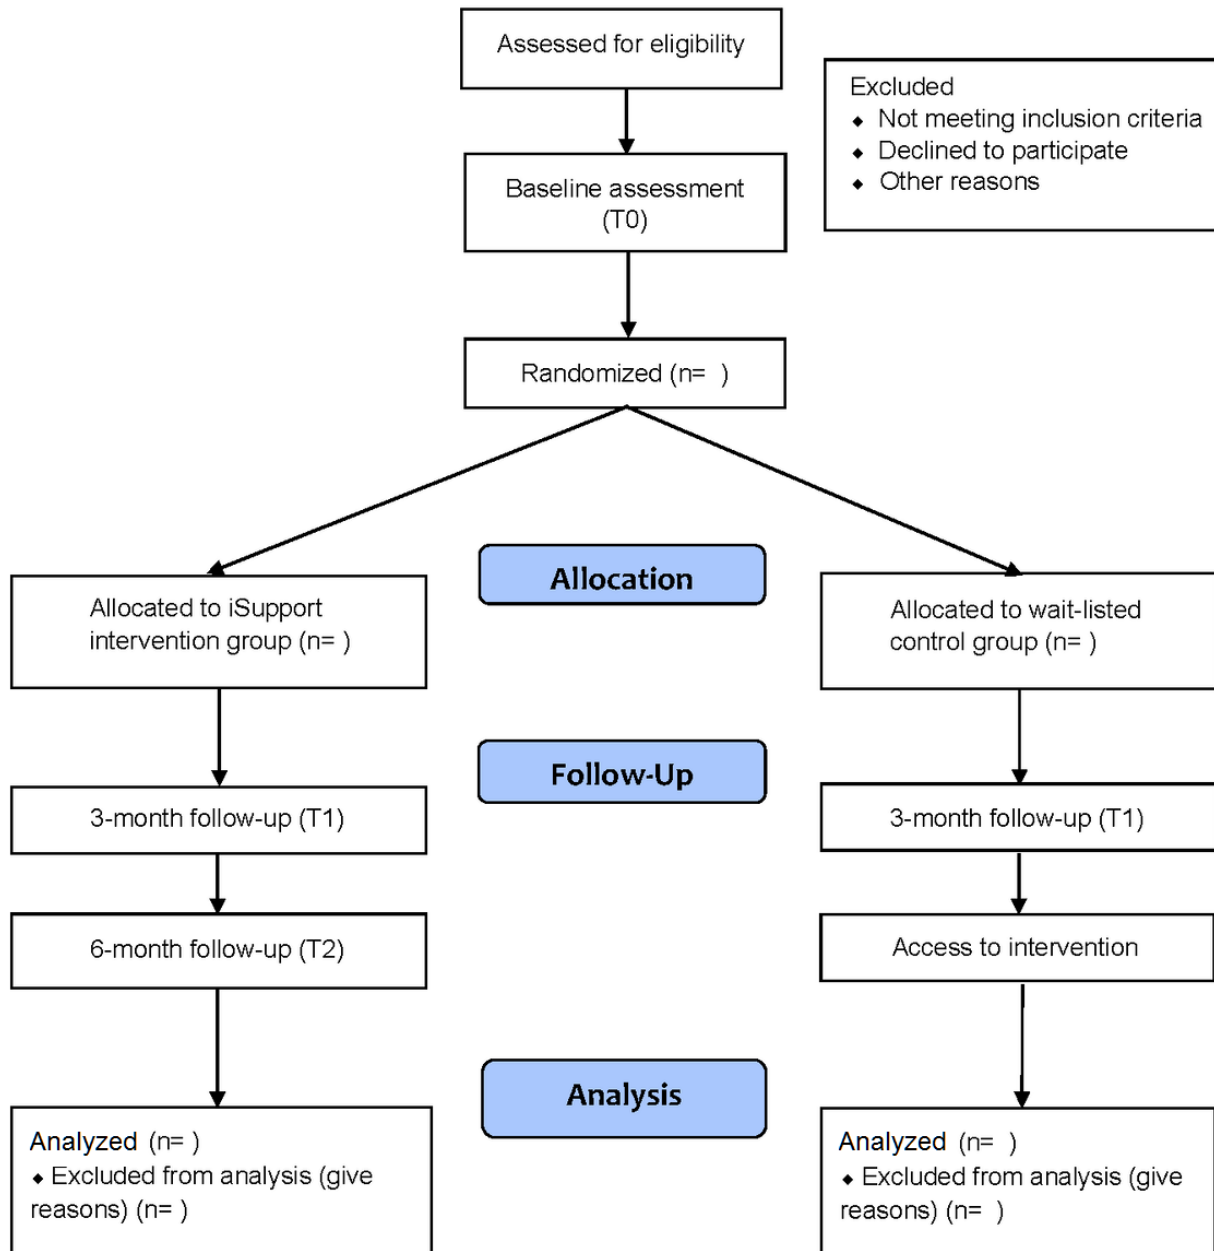 Assessed for eligibility
Excluded
⬥ Not meeting inclusion criteria
⬥ Declined to participate
⬥ Other reasons
Baseline assessment
(T0)
Randomized (n=  )
Allocation
Allocated to iSupport
intervention group (n= )
Allocated to wait-listed
control group (n= )
Follow-Up
3-month follow-up (T1)
3-month follow-up (T1)
6-month follow-up (T2)
Access to intervention
Analysis
Analyzed (n= )
⬥ Excluded from analysis (give
reasons) (n= )
Analyzed (n=  )
⬥ Excluded from analysis (give
reasons) (n=  )